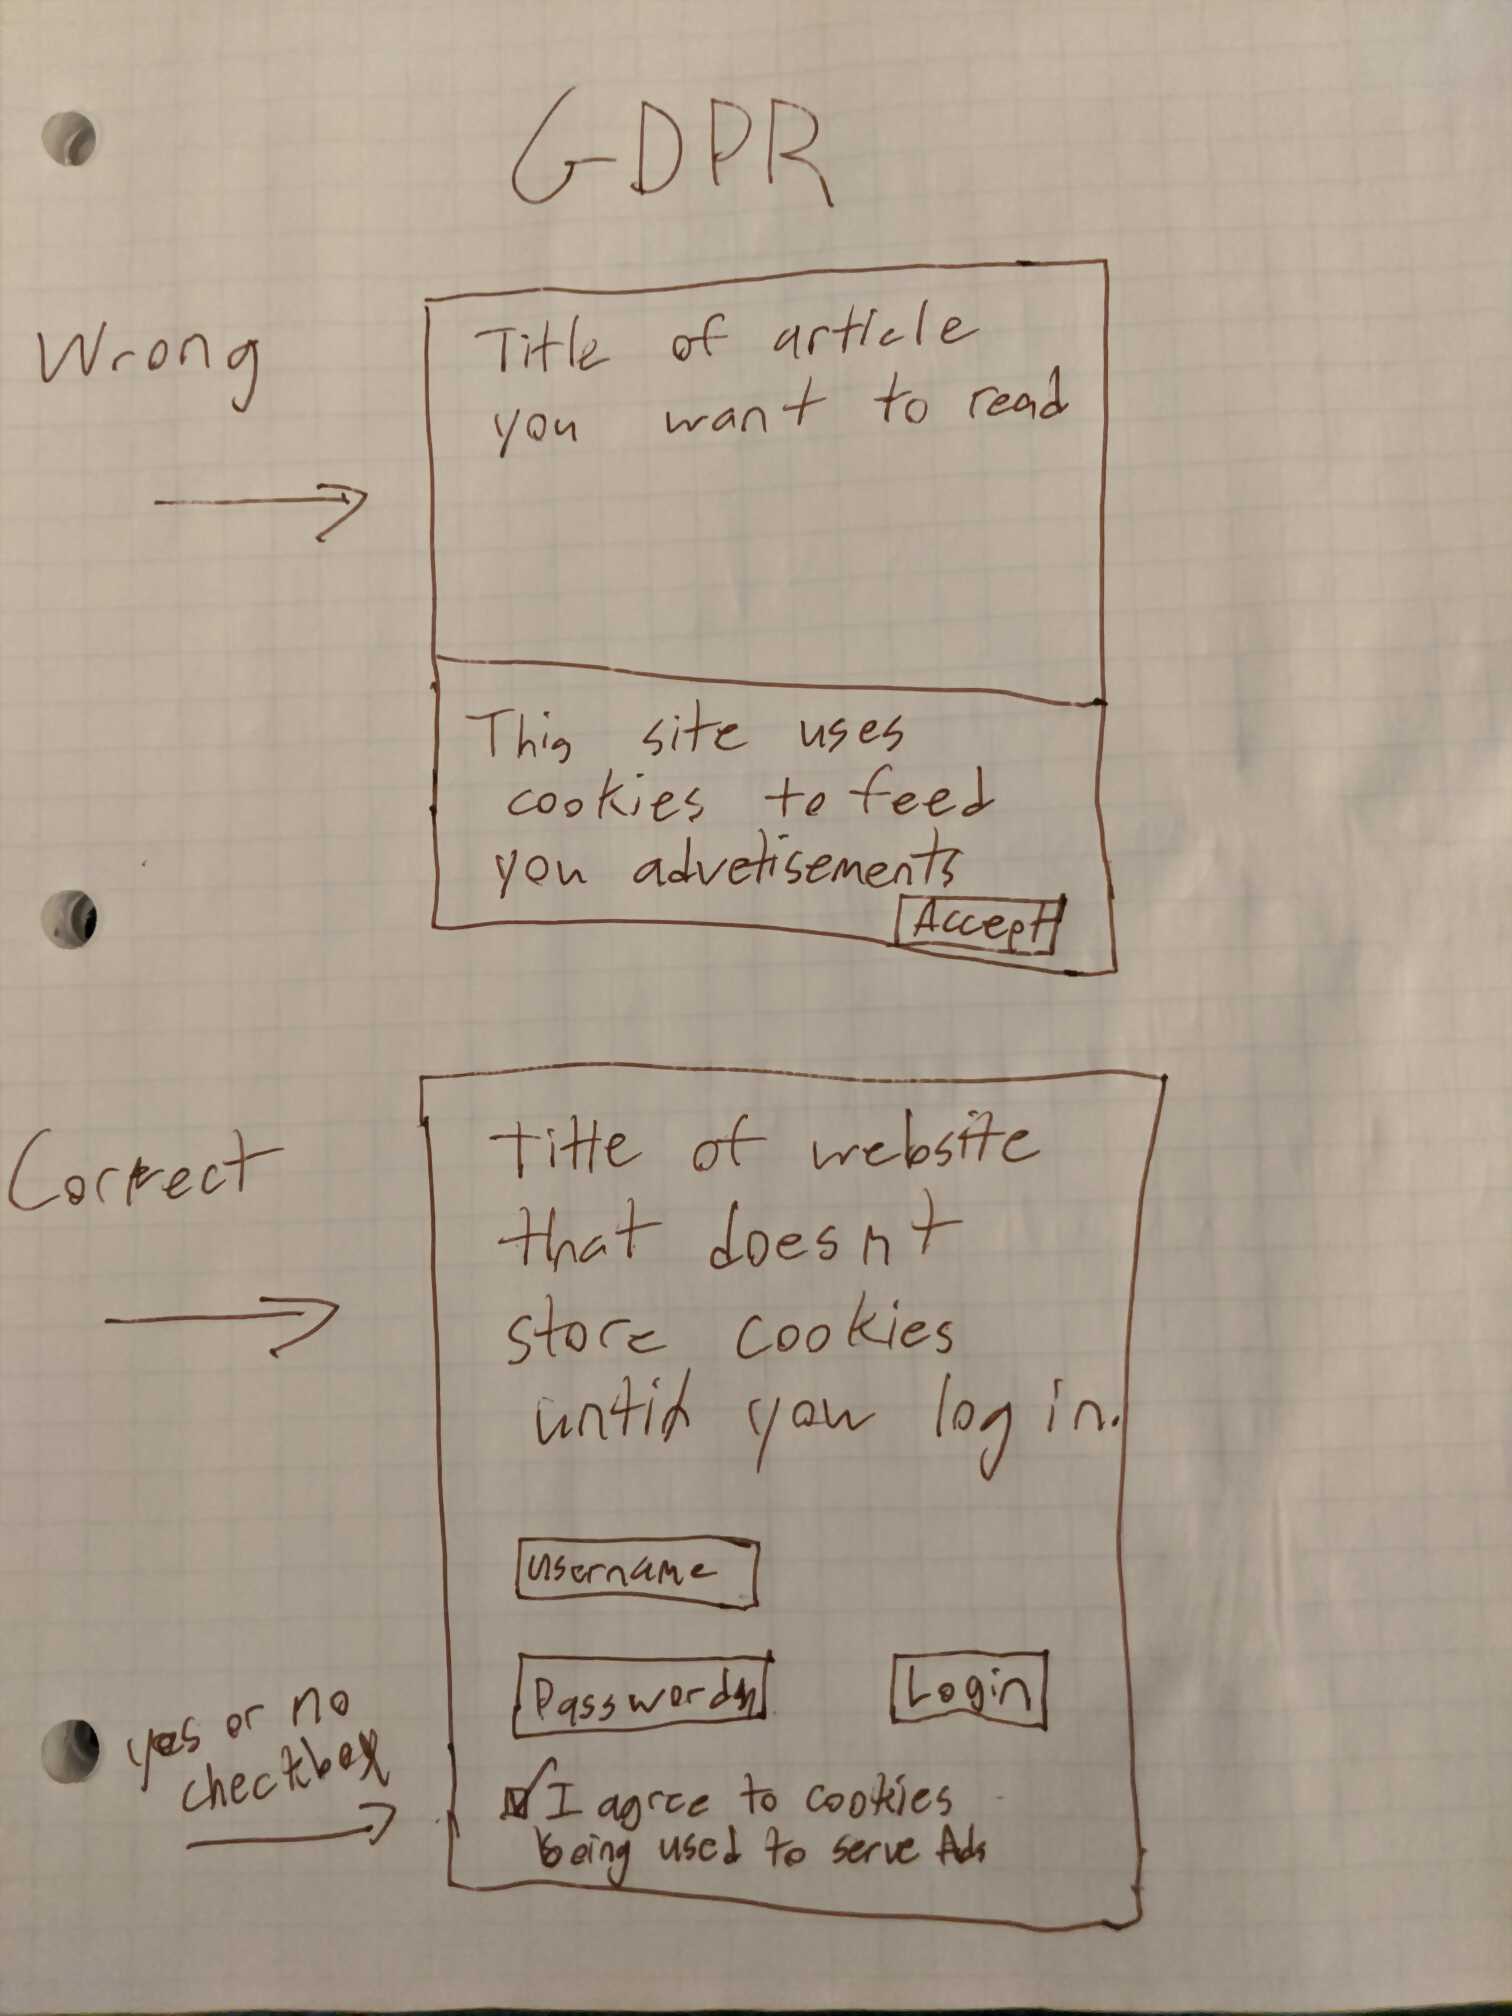 GDPR
Wrong
Title of article
you want to read
This site uses
cookies to feed
you advetisements
Accept
Correct
Title of website
that doesnt
store cookies
until you log in.
Username
Password
Login
yes or no
checkbox
I agree to cookies
being used to serve Ads